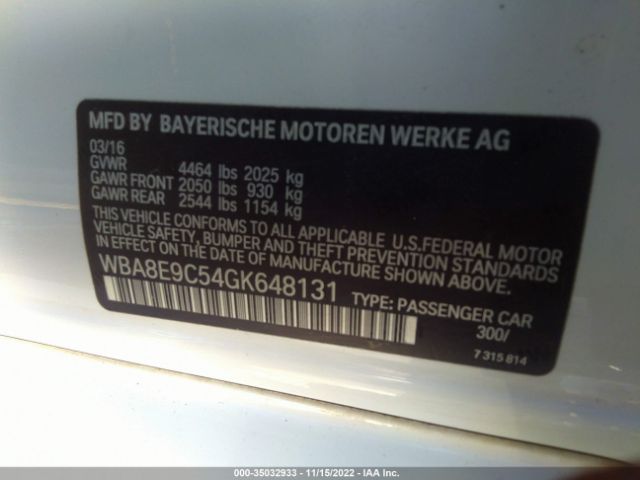 MFD BY BAYERISCHE MOTOREN WERKE AG
03/16
GVWR 4464 lbs 2025 kg
GAWR FRONT 2050 lbs 930 kg
GAWR REAR 2544 lbs 1154 kg
THIS VEHICLE CONFORMS TO ALL APPLICABLE U.S.FEDERAL MOTOR
VEHICLE SAFETY, BUMPER AND THEFT PREVENTION STANDARDS
IN EFFECT ON THE DATE OF MANUFACTURE SHOWN ABOVE.
WBA8E9C54GK648131 TYPE: PASSENGER CAR
300/
7 315 814
000-35032933 - 11/15/2022 - IAA Inc.